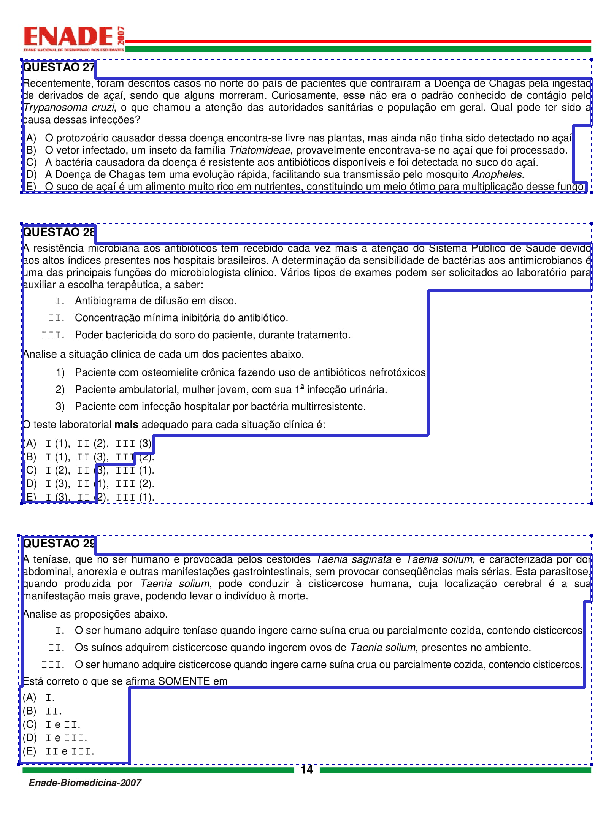 ENADE 2007
EXAME NACIONAL DE DESEMPENHO DOS ESTUDANTES
QUESTÃO 27
Recentemente, foram descritos casos no norte do país de pacientes que contraíram a Doença de Chagas pela ingestão
de derivados de açaí, sendo que alguns morreram. Curiosamente, esse não era o padrão conhecido de contágio pelo
Trypanosoma cruzi, o que chamou a atenção das autoridades sanitárias e população em geral. Qual pode ter sido a
causa dessas infecções?
A) O protozoário causador dessa doença encontra-se livre nas plantas, mas ainda não tinha sido detectado no açaí.
B) O vetor infectado, um inseto da família Triatomideae, provavelmente encontrava-se no açaí que foi processado.
C) A bactéria causadora da doença é resistente aos antibióticos disponíveis e foi detectada no suco do açaí.
D) A Doença de Chagas tem uma evolução rápida, facilitando sua transmissão pelo mosquito Anopheles.
E) O suco de açaí é um alimento muito rico em nutrientes, constituindo um meio ótimo para multiplicação desse fungo.
QUESTÃO 28
A resistência microbiana aos antibióticos tem recebido cada vez mais a atenção do Sistema Público de Saúde devido
aos altos índices presentes nos hospitais brasileiros. A determinação da sensibilidade de bactérias aos antimicrobianos é
uma das principais funções do microbiologista clínico. Vários tipos de exames podem ser solicitados ao laboratório para
auxiliar a escolha terapêutica, a saber:
I. Antibiograma de difusão em disco.
II. Concentração mínima inibitória do antibiótico.
III. Poder bactericida do soro do paciente, durante tratamento.
Analise a situação clínica de cada um dos pacientes abaixo.
1) Paciente com osteomielite crônica fazendo uso de antibióticos nefrotóxicos
2) Paciente ambulatorial, mulher jovem, com sua 1ª infecção urinária.
3) Paciente com infecção hospitalar por bactéria multirresistente.
O teste laboratorial mais adequado para cada situação clínica é:
(A) I (1), II (2), III (3)
(B) I (1), II (3), III (2).
(C) I (2), II (3), III (1).
(D) I (3), II (1), III (2).
(E) I (3), II (2), III (1).
QUESTÃO 29
A teníase, que no ser humano é provocada pelos cestóides Taenia saginata e Taenia solium, é caracterizada por dor
abdominal, anorexia e outras manifestações gastrointestinais, sem provocar conseqüências mais sérias. Esta parasitose,
quando produzida por Taenia solium, pode conduzir à cisticercose humana, cuja localização cerebral é a sua
manifestação mais grave, podendo levar o indivíduo à morte.
Analise as proposições abaixo.
I. O ser humano adquire teníase quando ingere carne suína crua ou parcialmente cozida, contendo cisticercos.
II. Os suínos adquirem cisticercose quando ingerem ovos de Taenia solium, presentes no ambiente.
III. O ser humano adquire cisticercose quando ingere carne suína crua ou parcialmente cozida, contendo cisticercos.
Está correto o que se afirma SOMENTE em
(A) I.
(B) II.
(C) I e II.
(D) I e III.
(E) II e III.
14
Enade-Biomedicina-2007